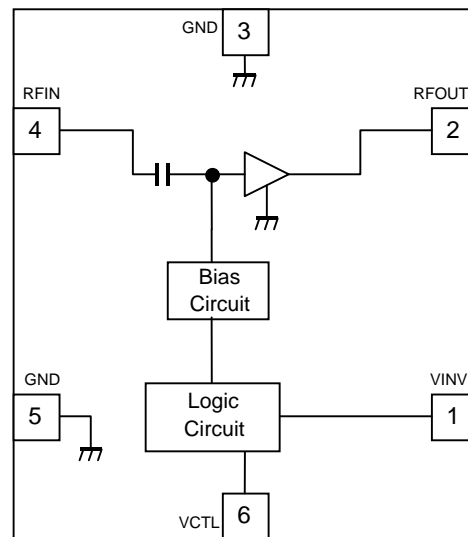 GND
3
RFIN
4
RFOUT
2
Bias
Circuit
GND
5
Logic
Circuit
VINV
1
VCTL
6